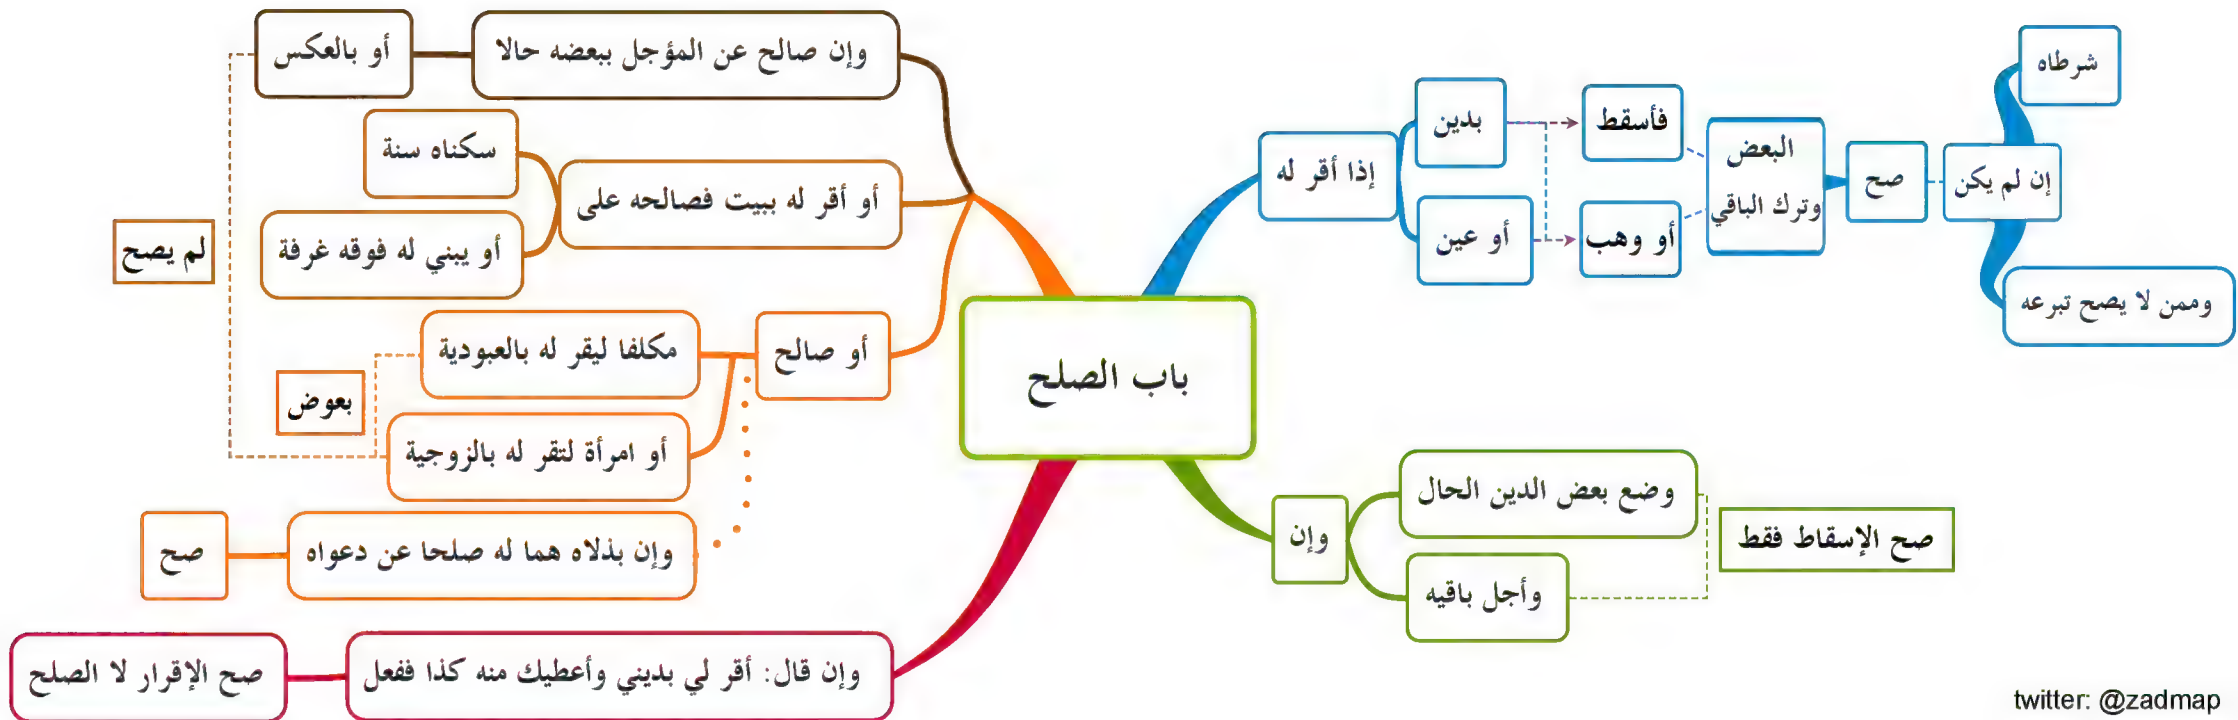 باب الصلح
إذا أقر له
بدين
أو عين
فأسقط
أو وهب
البعض
وترك الباقي
صح
إن لم يكن
شرطاه
وممن لا يصح تبرعه
وإن
وضع بعض الدين الحال
وأجل باقيه
صح الإسقاط فقط
وإن صالح عن المؤجل ببعضه حالا
أو بالعكس
أو أقر له ببيت فصالحه على
سكناه سنة
أو يبني له فوقه غرفة
أو صالح
مكلفا ليقر له بالعبودية
أو امرأة لتقر له بالزوجية
بعوض
لم يصح
وإن بذلاه هما له صلحا عن دعواه
صح
وإن قال: أقر لي بديني وأعطيك منه كذا ففعل
صح الإقرار لا الصلح
twitter: @zadmap